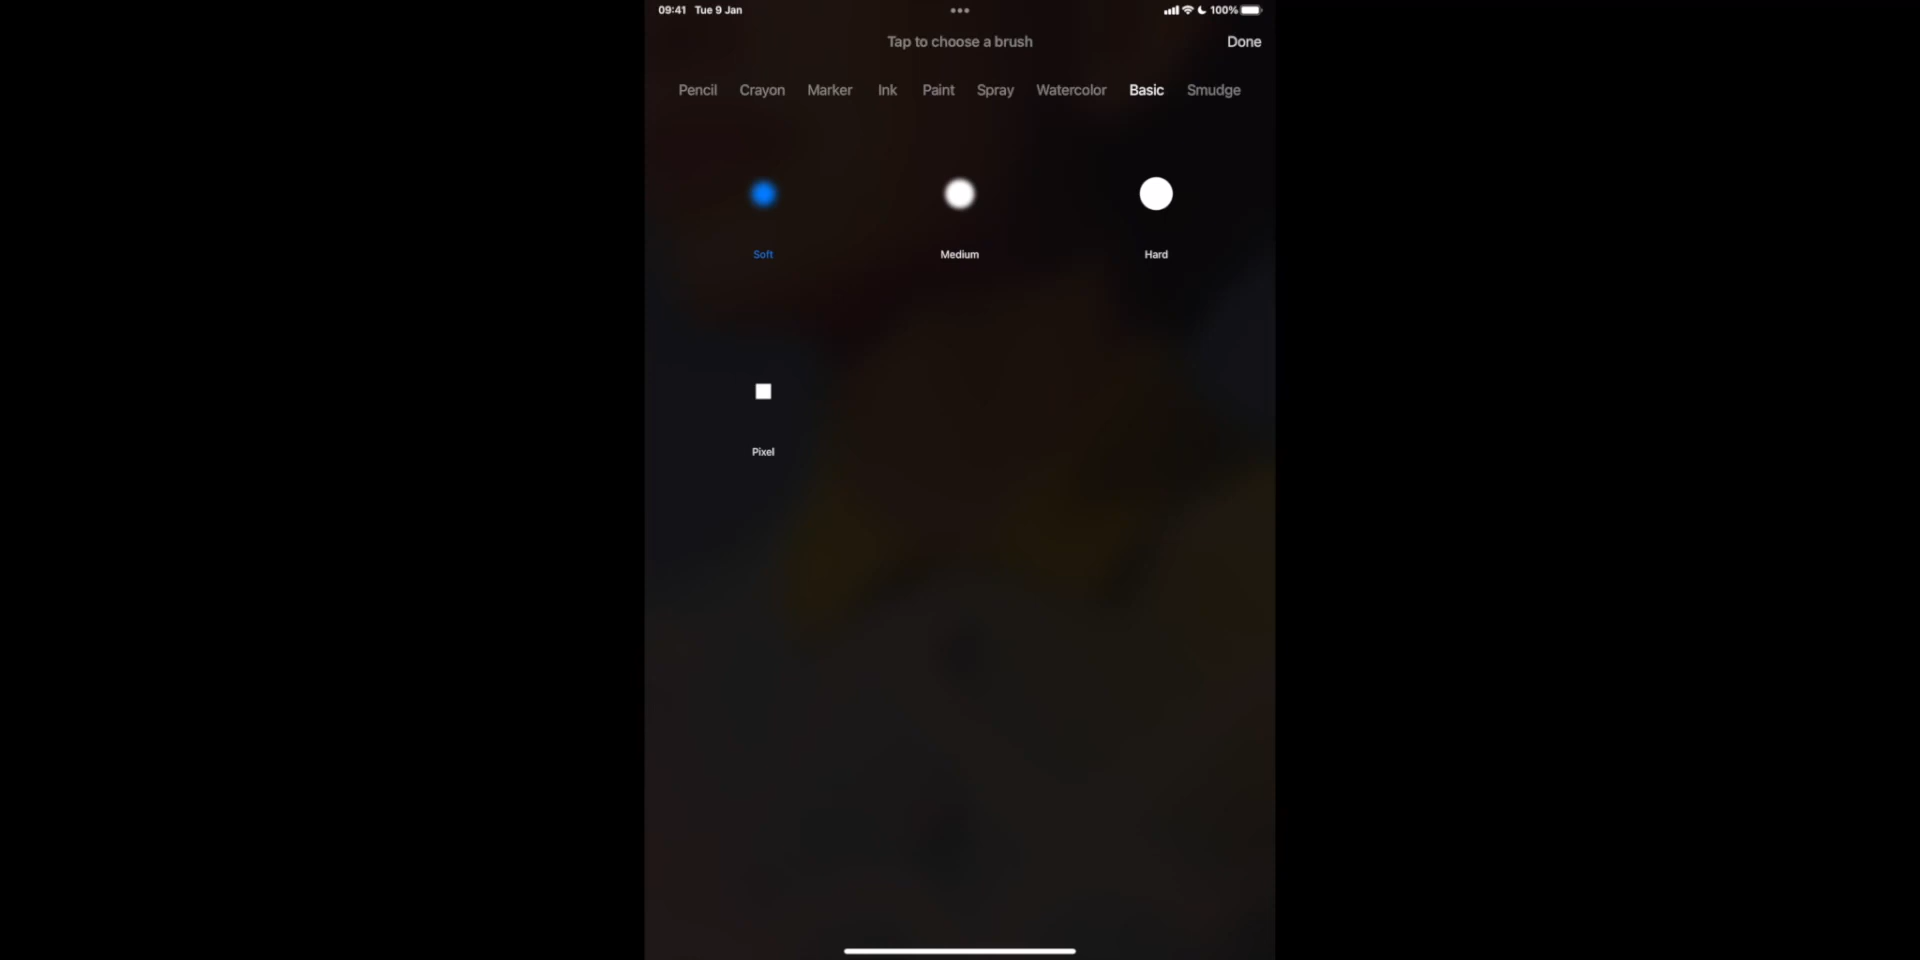 09:41 Tue 9 Jan
100%
Tap to choose a brush
Done
Pencil Crayon Marker Ink Paint Spray Watercolor Basic Smudge
Soft Medium Hard
Pixel